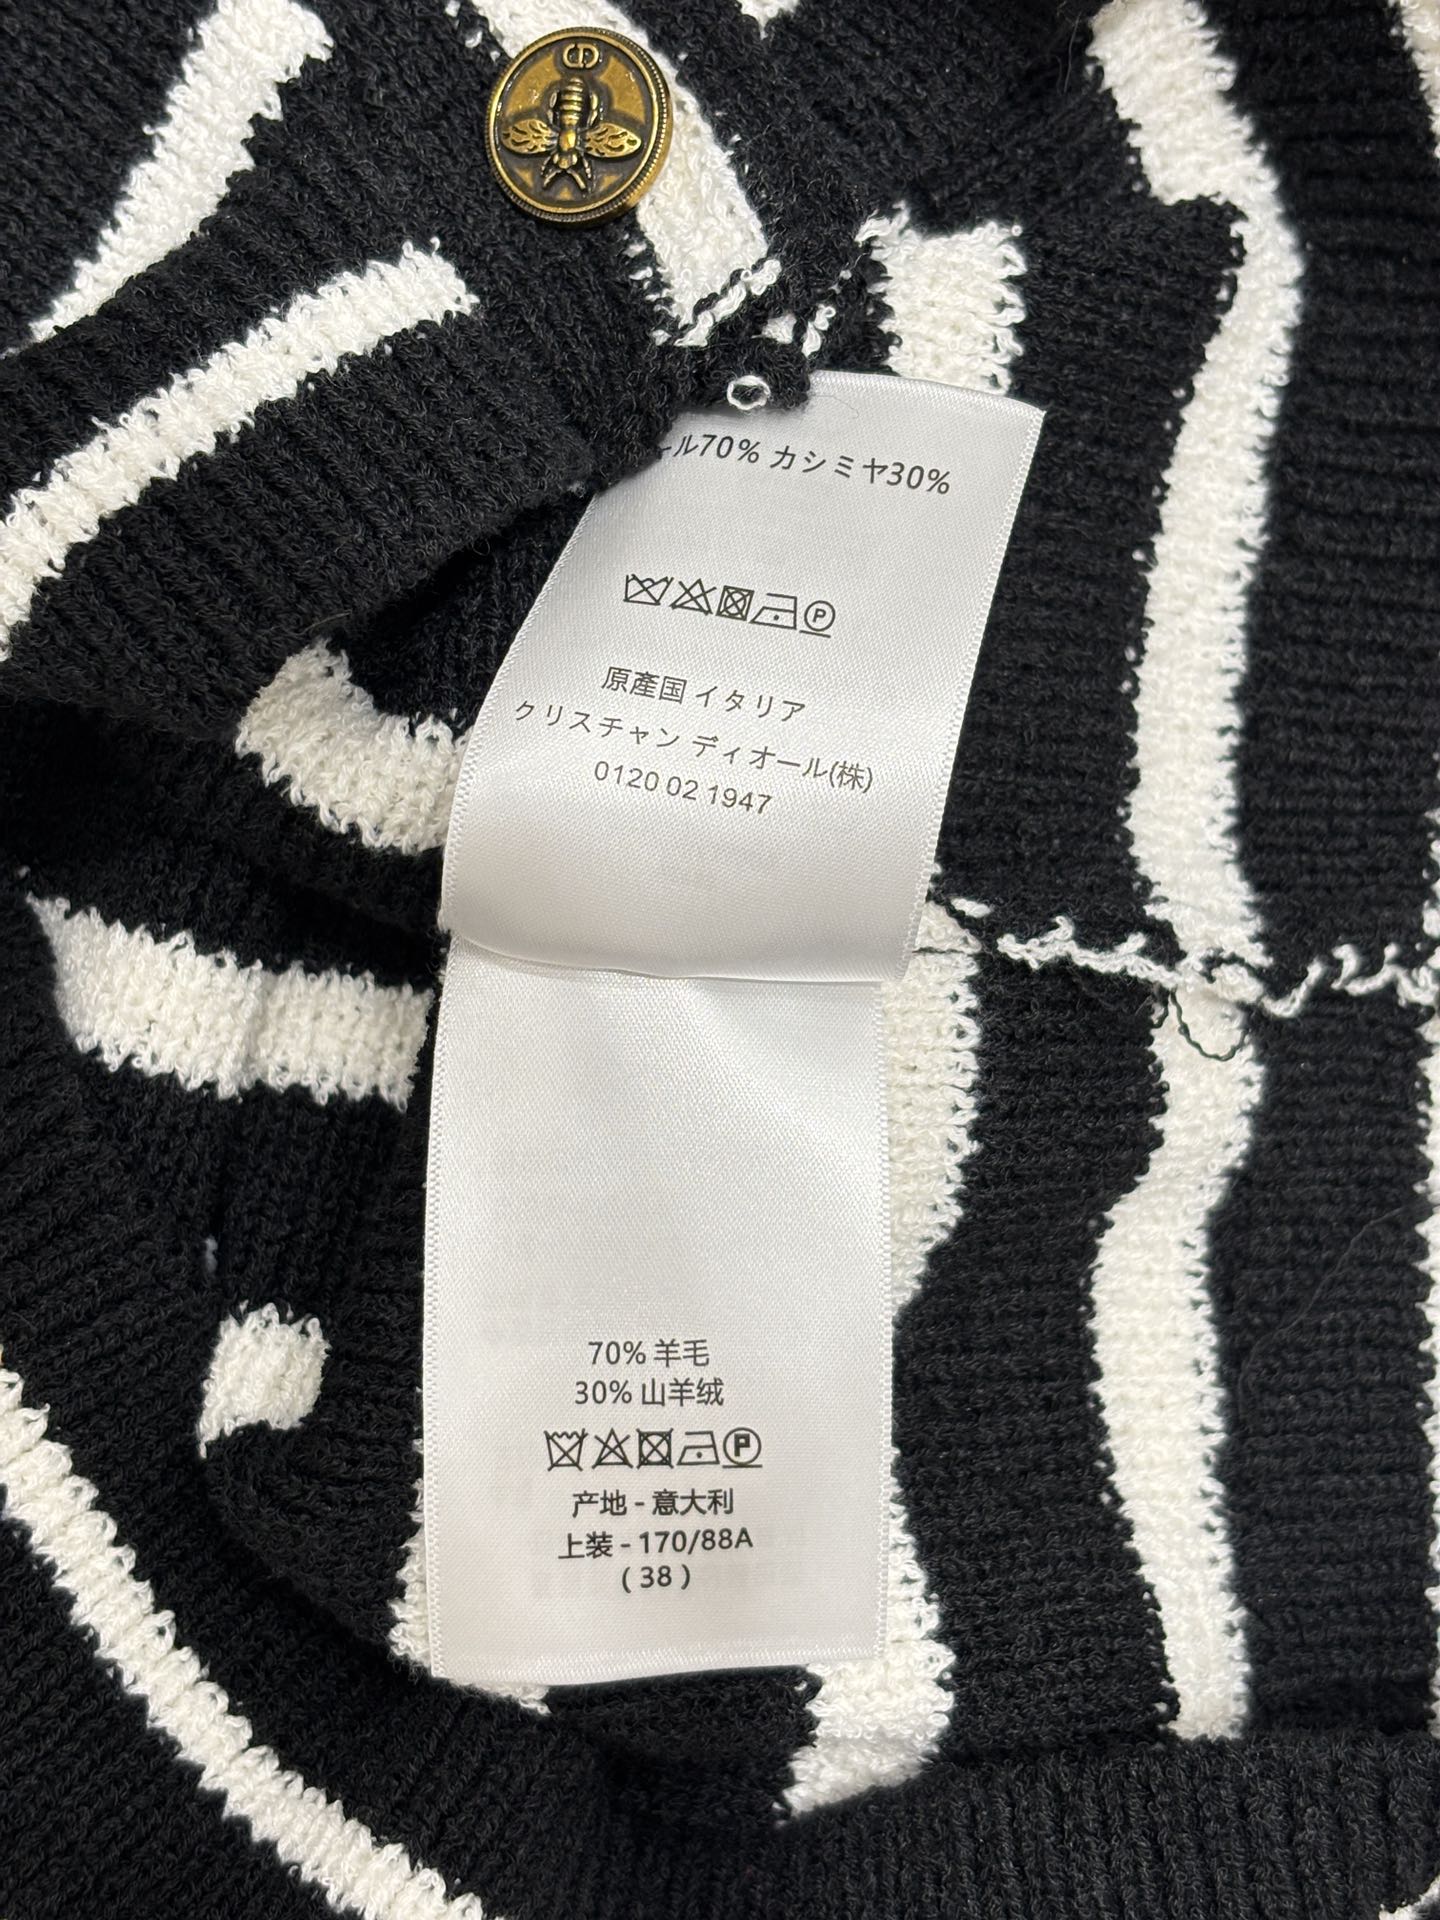 ール70% カシミヤ30%
P
原產国 イタリア
クリスチャン ディオール(株)
0120 02 1947
70% 羊毛
30% 山羊绒
P
产地 - 意大利
上装 - 170/88A
( 38 )